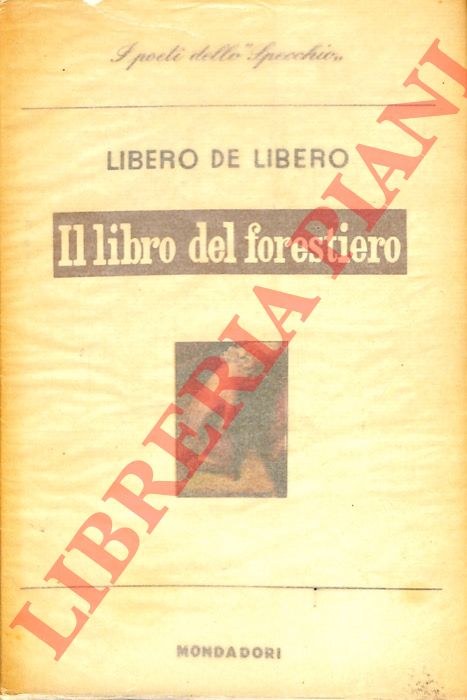 I poeti dello "Specchio„
LIBERO DE LIBERO
Il libro del forestiero
MONDADORI
LIBRERIA PIANI